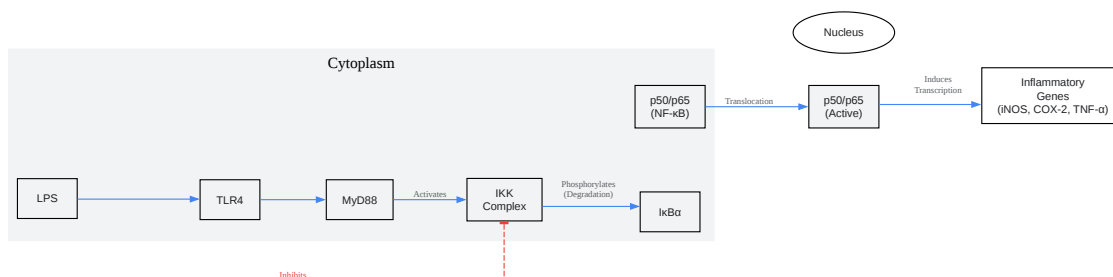 Nucleus
Cytoplasm
p50/p65
(NF-κB)
Translocation
p50/p65
(Active)
Induces
Transcription
Inflammatory
Genes
(iNOS, COX-2, TNF-α)
LPS
TLR4
MyD88
Activates
IKK
Complex
Phosphorylates
(Degradation)
IκBα
Inhibits